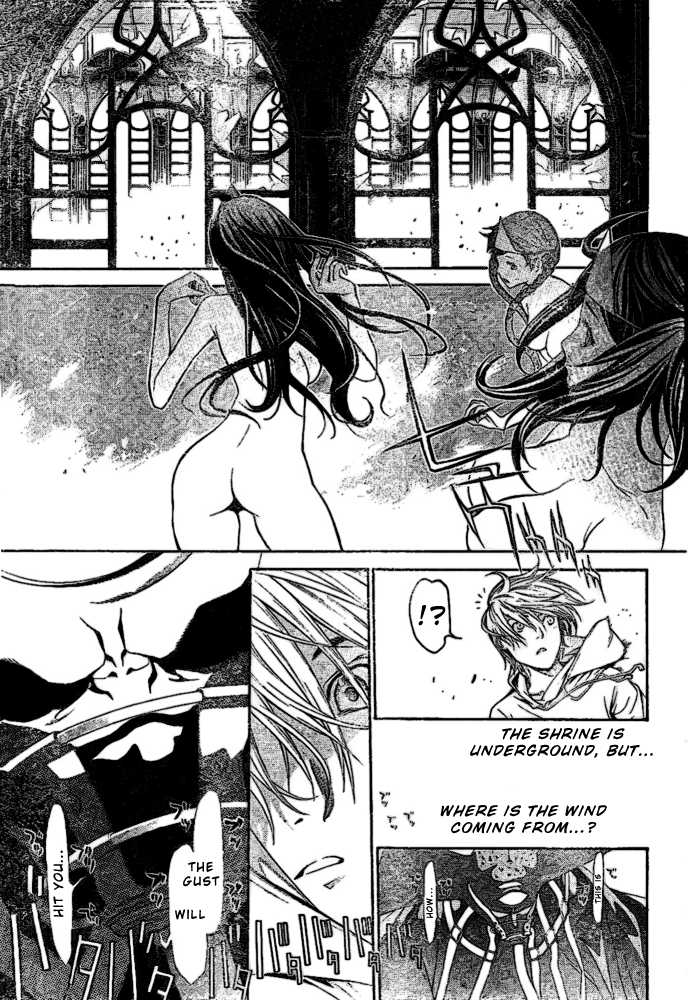 !?
THE SHRINE IS
UNDERGROUND, BUT...
WHERE IS THE WIND
COMING FROM...?
THIS IS
HOW...
THE
GUST
WILL
HIT YOU...